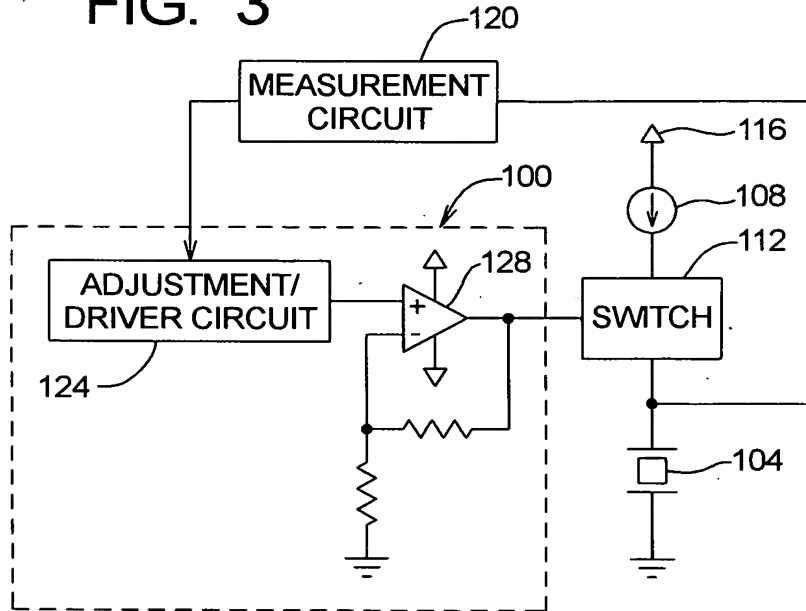 FIG. 3
120
MEASUREMENT
CIRCUIT
116
100
108
112
ADJUSTMENT/
DRIVER CIRCUIT
128
+
-
SWITCH
124
104